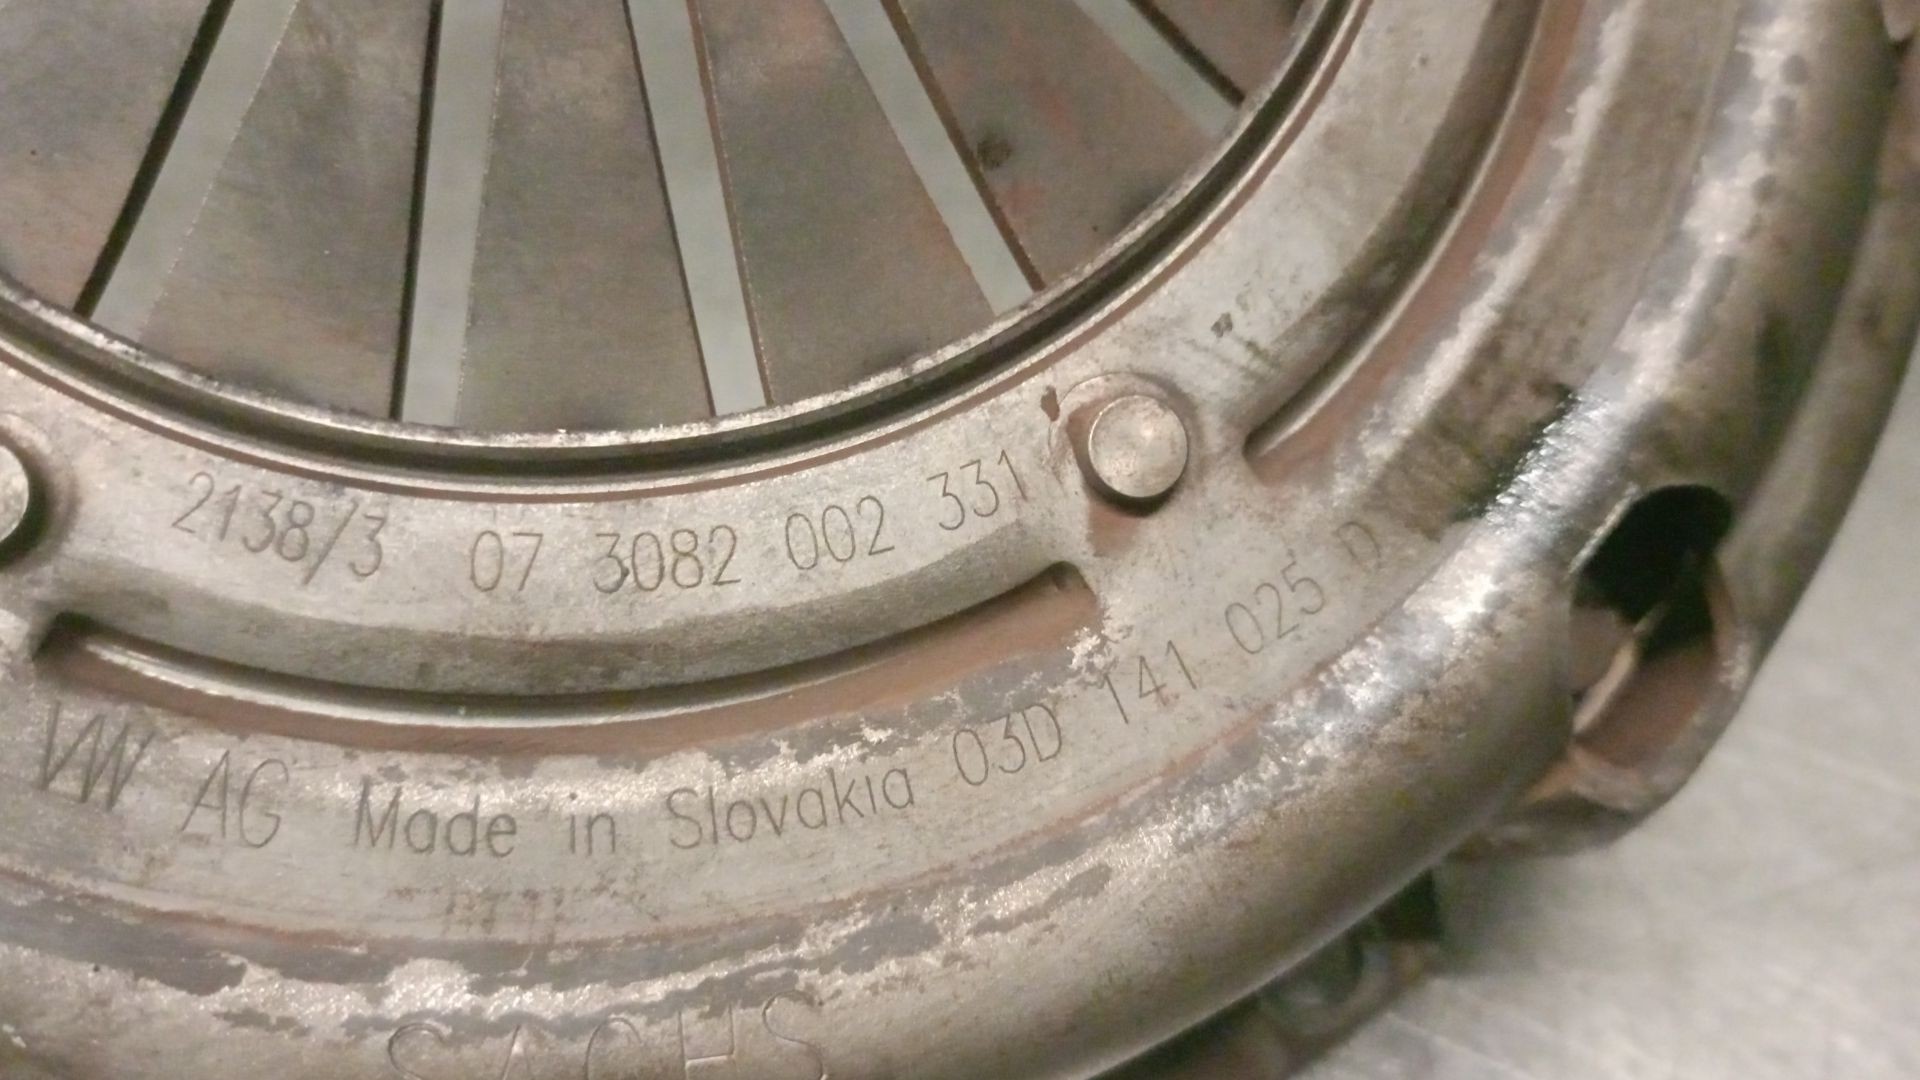 2138/3 07 3082 002 331
VW AG Made in Slovakia 03D 141 025 D
SACHS